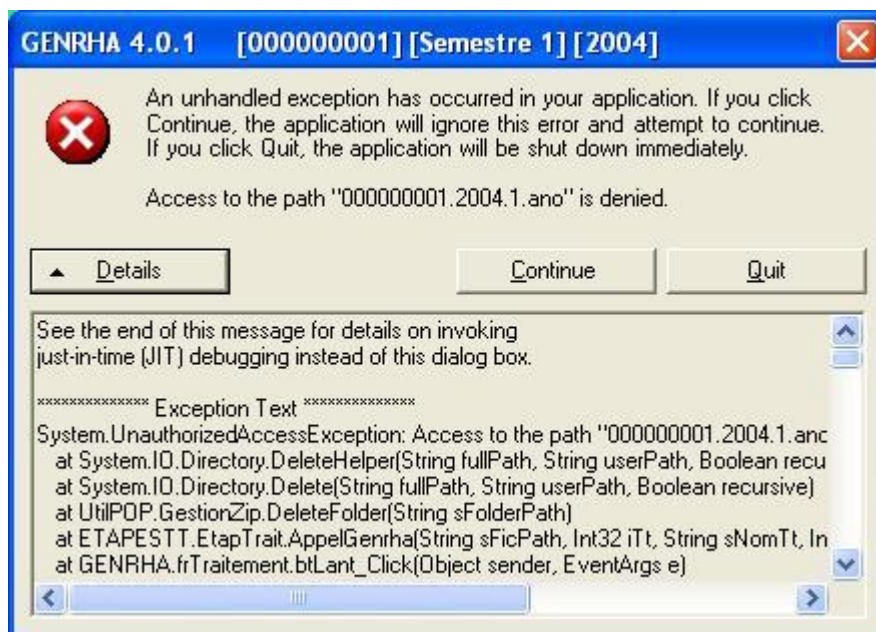 GENRHA 4.0.1 [000000001] [Semestre 1] [2004]
An unhandled exception has occurred in your application. If you click
Continue, the application will ignore this error and attempt to continue.
If you click Quit, the application will be shut down immediately.
Access to the path "000000001.2004.1.ano" is denied.
Details
Continue
Quit
See the end of this message for details on invoking
just-in-time (JIT) debugging instead of this dialog box.
************** Exception Text **************
System.UnauthorizedAccessException: Access to the path "000000001.2004.1.anc
at System.IO.Directory.DeleteHelper(String fullPath, String userPath, Boolean recu
at System.IO.Directory.Delete(String fullPath, String userPath, Boolean recursive)
at UtilPOP.GestionZip.DeleteFolder(String sFolderPath)
at ETAPESTT.EtapTrait.AppelGenrha(String sFicPath, Int32 iTt, String sNomTt, In
at GENRHA.frTraitement.btLant_Click(Object sender, EventArgs e)